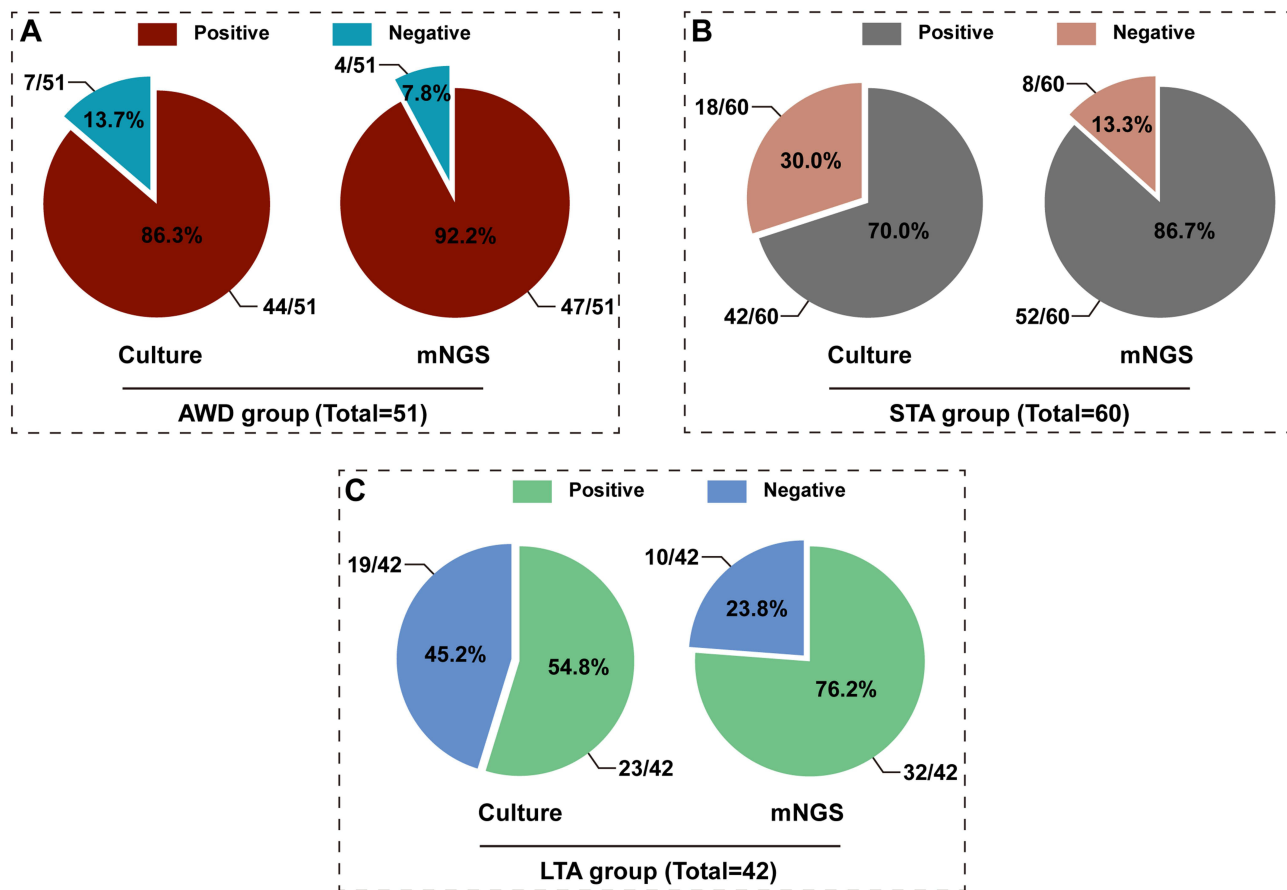 A
Positive
Negative
7/51
13.7%
86.3%
44/51
Culture
4/51
7.8%
92.2%
47/51
mNGS
AWD group (Total=51)
B
Positive
Negative
18/60
30.0%
70.0%
42/60
Culture
8/60
13.3%
86.7%
52/60
mNGS
STA group (Total=60)
C
Positive
Negative
19/42
45.2%
54.8%
23/42
Culture
10/42
23.8%
76.2%
32/42
mNGS
LTA group (Total=42)